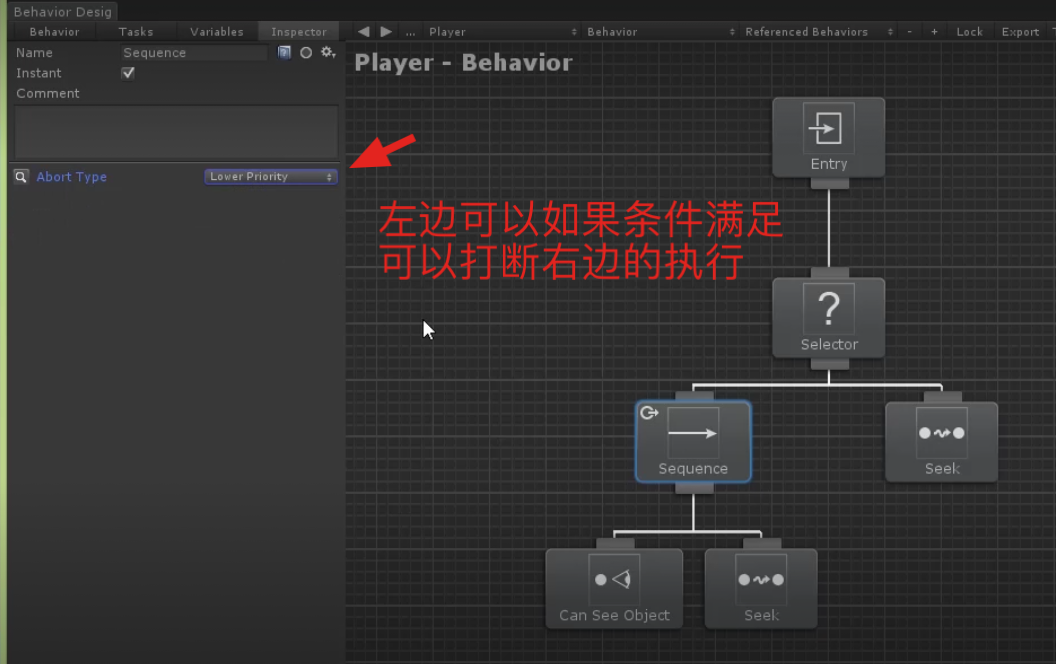 Behavior Desig
Behavior Tasks Variables Inspector
... Player Behavior Referenced Behaviors - + Lock Export
Name Sequence
Instant
Comment
Abort Type Lower Priority
Player - Behavior
Entry
左边可以如果条件满足
可以打断右边的执行
?
Selector
Sequence
Seek
Can See Object
Seek